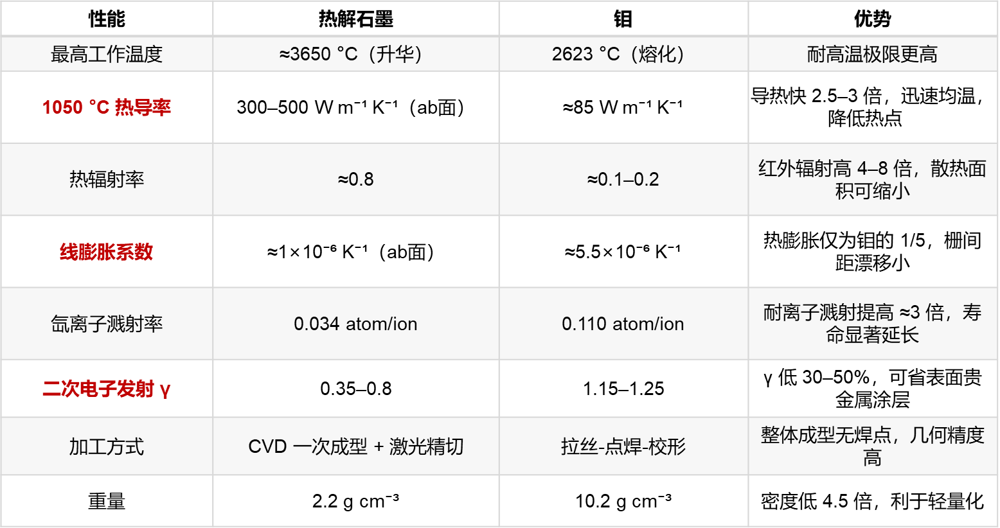 性能 热解石墨 钼 优势
最高工作温度 ≈3650 °C（升华） 2623 °C（熔化） 耐高温极限更高
1050 °C 热导率 300–500 W m⁻¹ K⁻¹（ab面） ≈85 W m⁻¹ K⁻¹ 导热快 2.5–3 倍，迅速均温，
降低热点
热辐射率 ≈0.8 ≈0.1–0.2 红外辐射高 4–8 倍，散热面
积可缩小
线膨胀系数 ≈1×10⁻⁶ K⁻¹（ab面） ≈5.5×10⁻⁶ K⁻¹ 热膨胀仅为钼的 1/5，栅间
距漂移小
氙离子溅射率 0.034 atom/ion 0.110 atom/ion 耐离子溅射提高 ≈3 倍，寿
命显著延长
二次电子发射 γ 0.35–0.8 1.15–1.25 γ 低 30–50%，可省表面贵
金属涂层
加工方式 CVD 一次成型 + 激光精切 拉丝-点焊-校形 整体成型无焊点，几何精度
高
重量 2.2 g cm⁻³ 10.2 g cm⁻³ 密度低 4.5 倍，利于轻量化